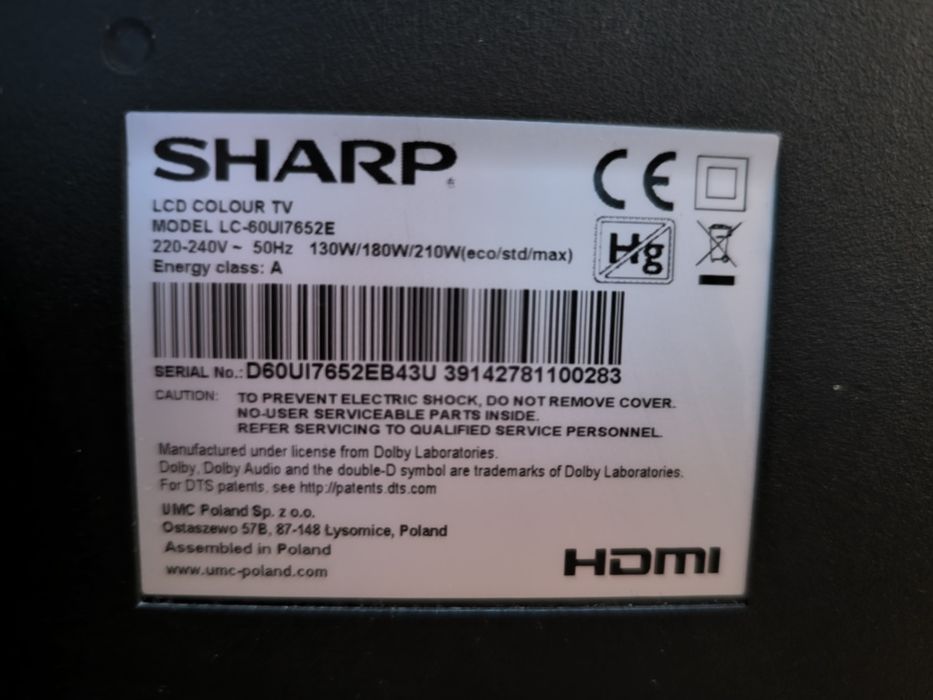 SHARP®
LCD COLOUR TV
MODEL LC-60UI7652E
220-240V ~ 50Hz 130W/180W/210W(eco/std/max)
Energy class: A
CE
Hg
SERIAL No.: D60UI7652EB43U 39142781100283
CAUTION: TO PREVENT ELECTRIC SHOCK, DO NOT REMOVE COVER.
NO-USER SERVICEABLE PARTS INSIDE.
REFER SERVICING TO QUALIFIED SERVICE PERSONNEL.
Manufactured under license from Dolby Laboratories.
Dolby, Dolby Audio and the double-D symbol are trademarks of Dolby Laboratories.
For DTS patents, see http://patents.dts.com
UMC Poland Sp. z o.o.
Ostaszewo 57B, 87-148 Łysomice, Poland
Assembled in Poland
www.umc-poland.com
HDMI